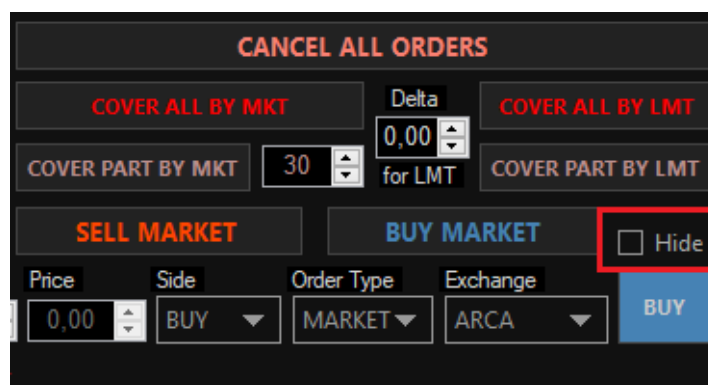 CANCEL ALL ORDERS
COVER ALL BY MKT
Delta
COVER ALL BY LMT
0,00
COVER PART BY MKT
30
for LMT
COVER PART BY LMT
SELL MARKET
BUY MARKET
Hide
Price
Side
Order Type
Exchange
0,00
BUY
MARKET
ARCA
BUY